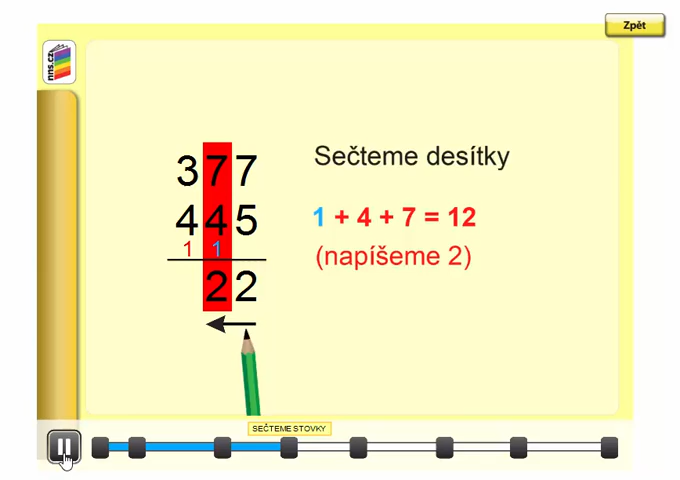 Zpět
nns.cz
377
Sečteme desítky
445
1 + 4 + 7 = 12
1 1
(napíšeme 2)
22
SEČTEME STOVKY